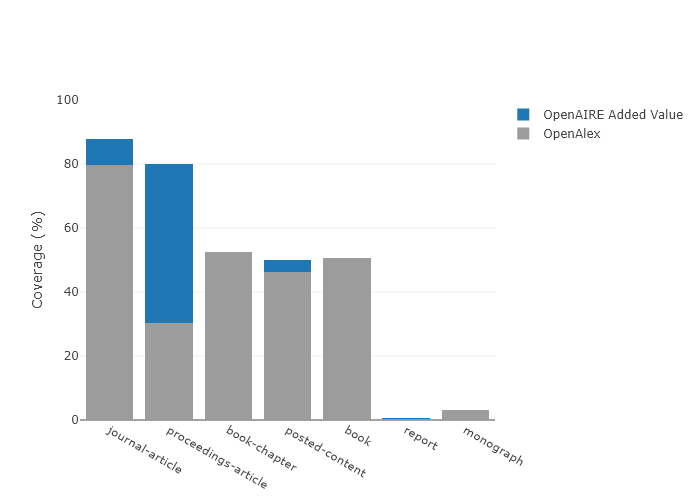 OpenAIRE Added Value
OpenAlex
Coverage (%)
100
80
60
40
20
0
journal-article
proceedings-article
book-chapter
posted-content
book
report
monograph